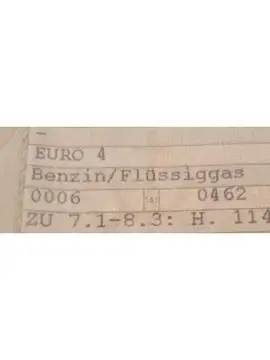 –
EURO 4
Benzin/Flüssiggas
0006 0462
ZU 7.1-8.3: H. 114